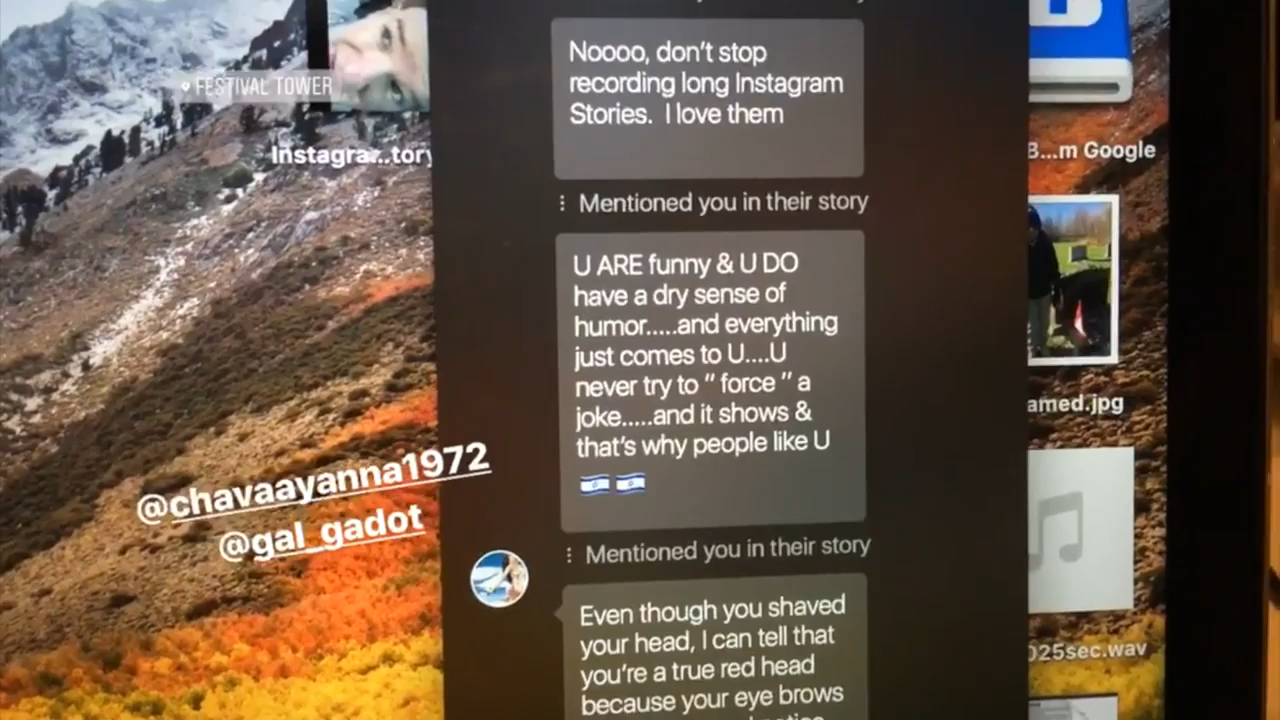 FESTIVAL TOWER
Instagra...tory
Noooo, don't stop
recording long Instagram
Stories.  I love them
Mentioned you in their story
U ARE funny & U DO
have a dry sense of
humor.....and everything
just comes to U....U
never try to " force " a
joke.....and it shows &
that's why people like U
Mentioned you in their story
Even though you shaved
your head, I can tell that
you're a true red head
because your eye brows
@chavaayanna1972
@gal_gadot
B...m Google
amed.jpg
025sec.wav